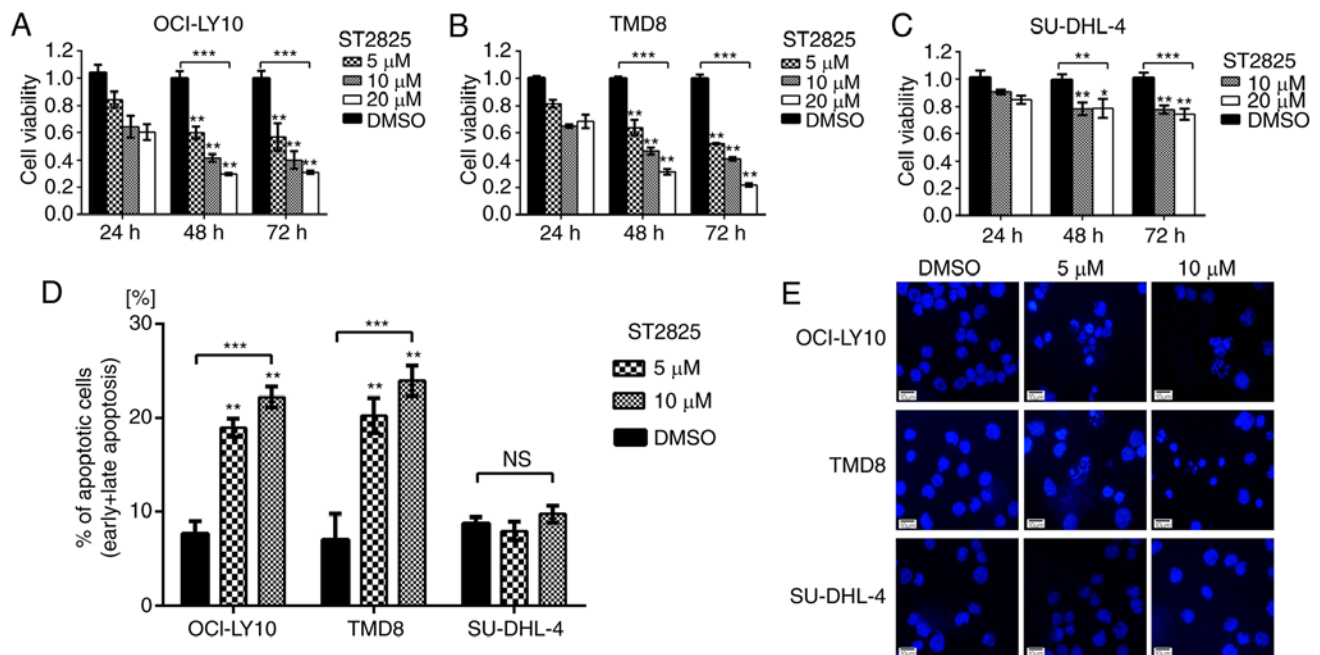 A
OCI-LY10
Cell viability
1.2
1.0
0.8
0.6
0.4
0.2
0.0
***
***
**
**
**
**
**
**
24 h 48 h 72 h
ST2825
5 μM
10 μM
20 μM
DMSO
B
TMD8
Cell viability
1.2
1.0
0.8
0.6
0.4
0.2
0.0
***
***
**
**
**
**
**
**
24 h 48 h 72 h
ST2825
5 μM
10 μM
20 μM
DMSO
C
SU-DHL-4
Cell viability
1.2
1.0
0.8
0.6
0.4
0.2
0.0
**
***
**
*
**
**
24 h 48 h 72 h
ST2825
10 μM
20 μM
DMSO
D
[%]
% of apoptotic cells
(early+late apoptosis)
30
20
10
0
***
**
**
***
**
**
NS
OCI-LY10 TMD8 SU-DHL-4
ST2825
5 μM
10 μM
DMSO
E
DMSO 5 μM 10 μM
OCI-LY10
TMD8
SU-DHL-4